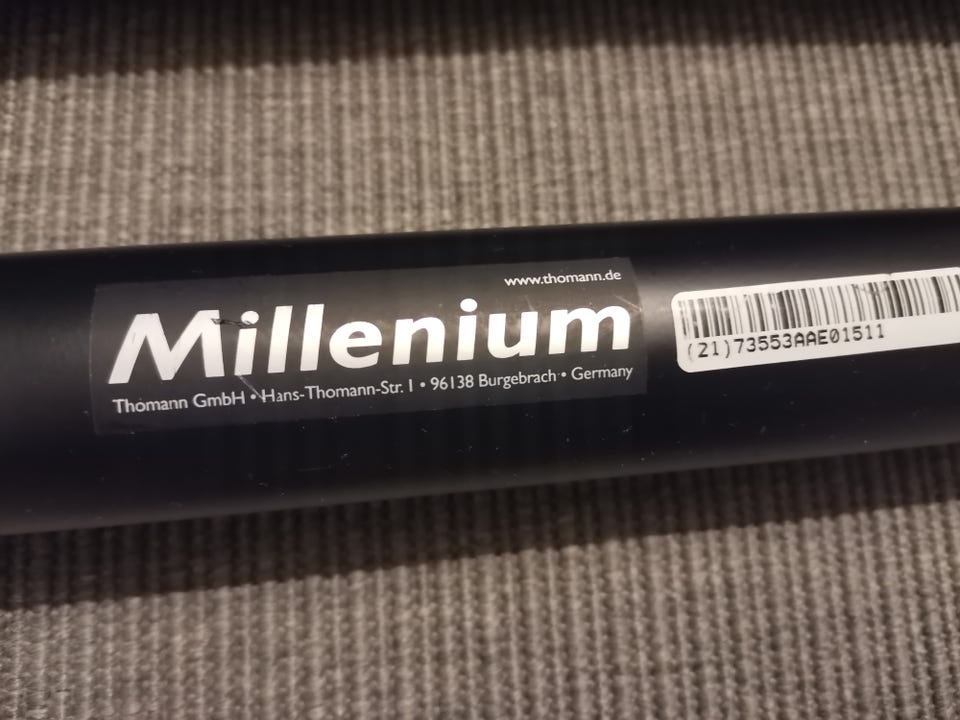 www.thomann.de
Millenium
Thomann GmbH • Hans-Thomann-Str. 1 • 96138 Burgebrach • Germany
(21)73553AAE01511